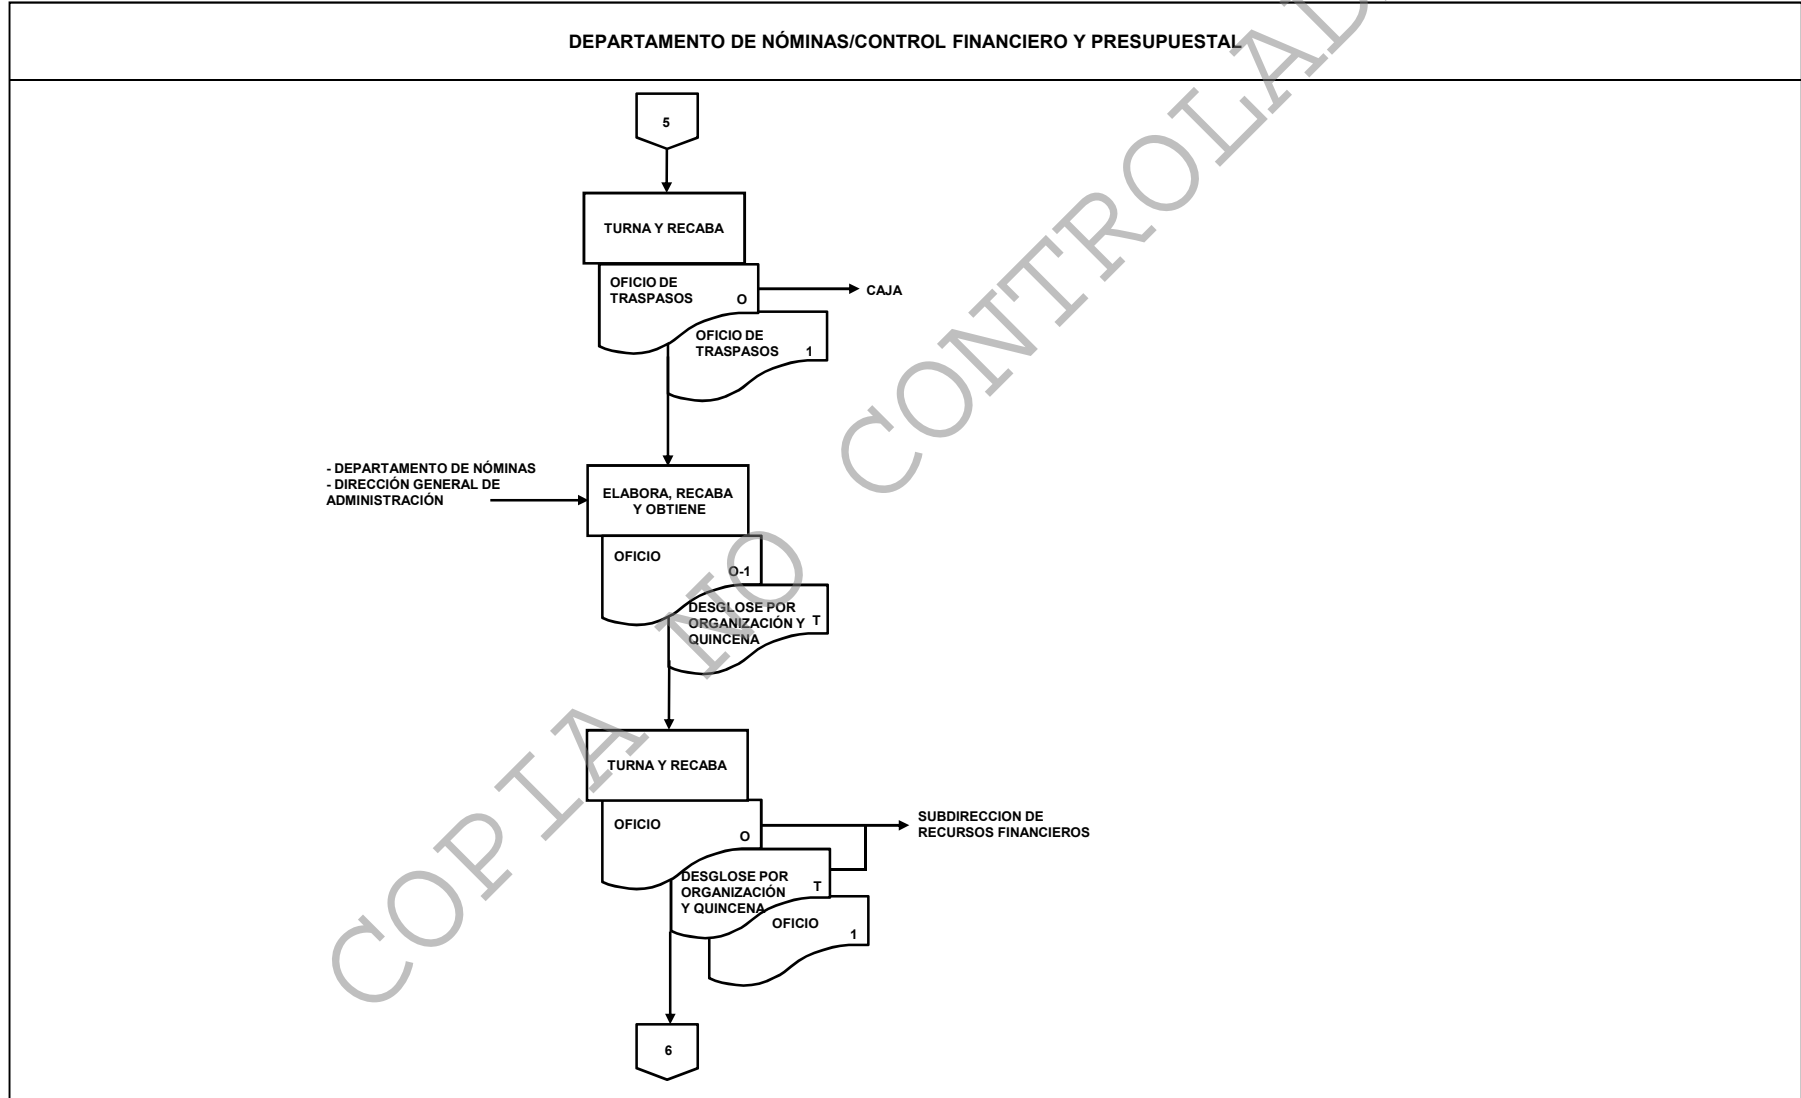 DEPARTAMENTO DE NÓMINAS/CONTROL FINANCIERO Y PRESUPUESTAL
5
TURNA Y RECABA
OFICIO DE
TRASPASOS
O
CAJA
OFICIO DE
TRASPASOS
1
- DEPARTAMENTO DE NÓMINAS
- DIRECCIÓN GENERAL DE
ADMINISTRACIÓN
ELABORA, RECABA
Y OBTIENE
OFICIO
O-1
DESGLOSE POR
ORGANIZACIÓN Y
QUINCENA
T
TURNA Y RECABA
OFICIO
O
SUBDIRECCION DE
RECURSOS FINANCIEROS
DESGLOSE POR
ORGANIZACIÓN
Y QUINCENA
T
OFICIO
1
6
COPIA NO CONTROLAD